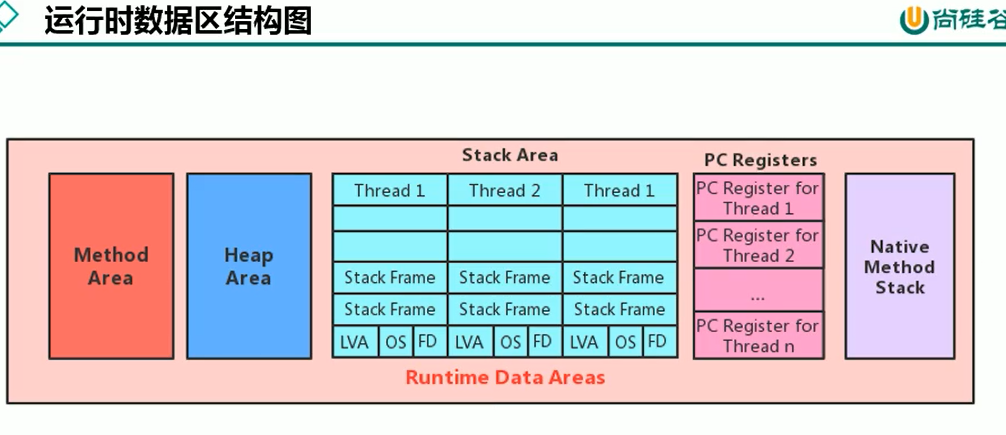 运行时数据区结构图
尚硅谷
Stack Area
PC Registers
Method
Area
Heap
Area
Thread 1
Thread 2
Thread 1
Stack Frame
Stack Frame
Stack Frame
Stack Frame
Stack Frame
Stack Frame
LVA
OS
FD
LVA
OS
FD
LVA
OS
FD
PC Register for
Thread 1
PC Register for
Thread 2
...
PC Register for
Thread n
Native
Method
Stack
Runtime Data Areas